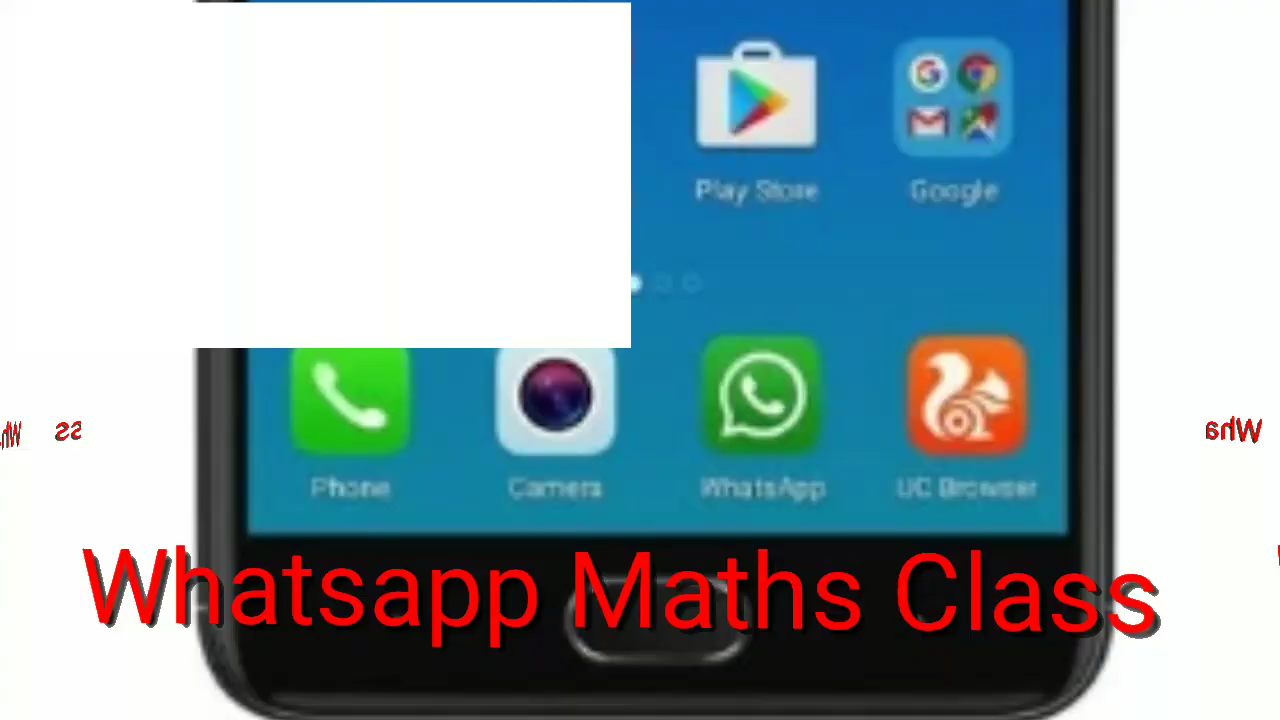 Play Store
Google
Phone
Camera
WhatsApp
UC Browser
Whatsapp Maths Class